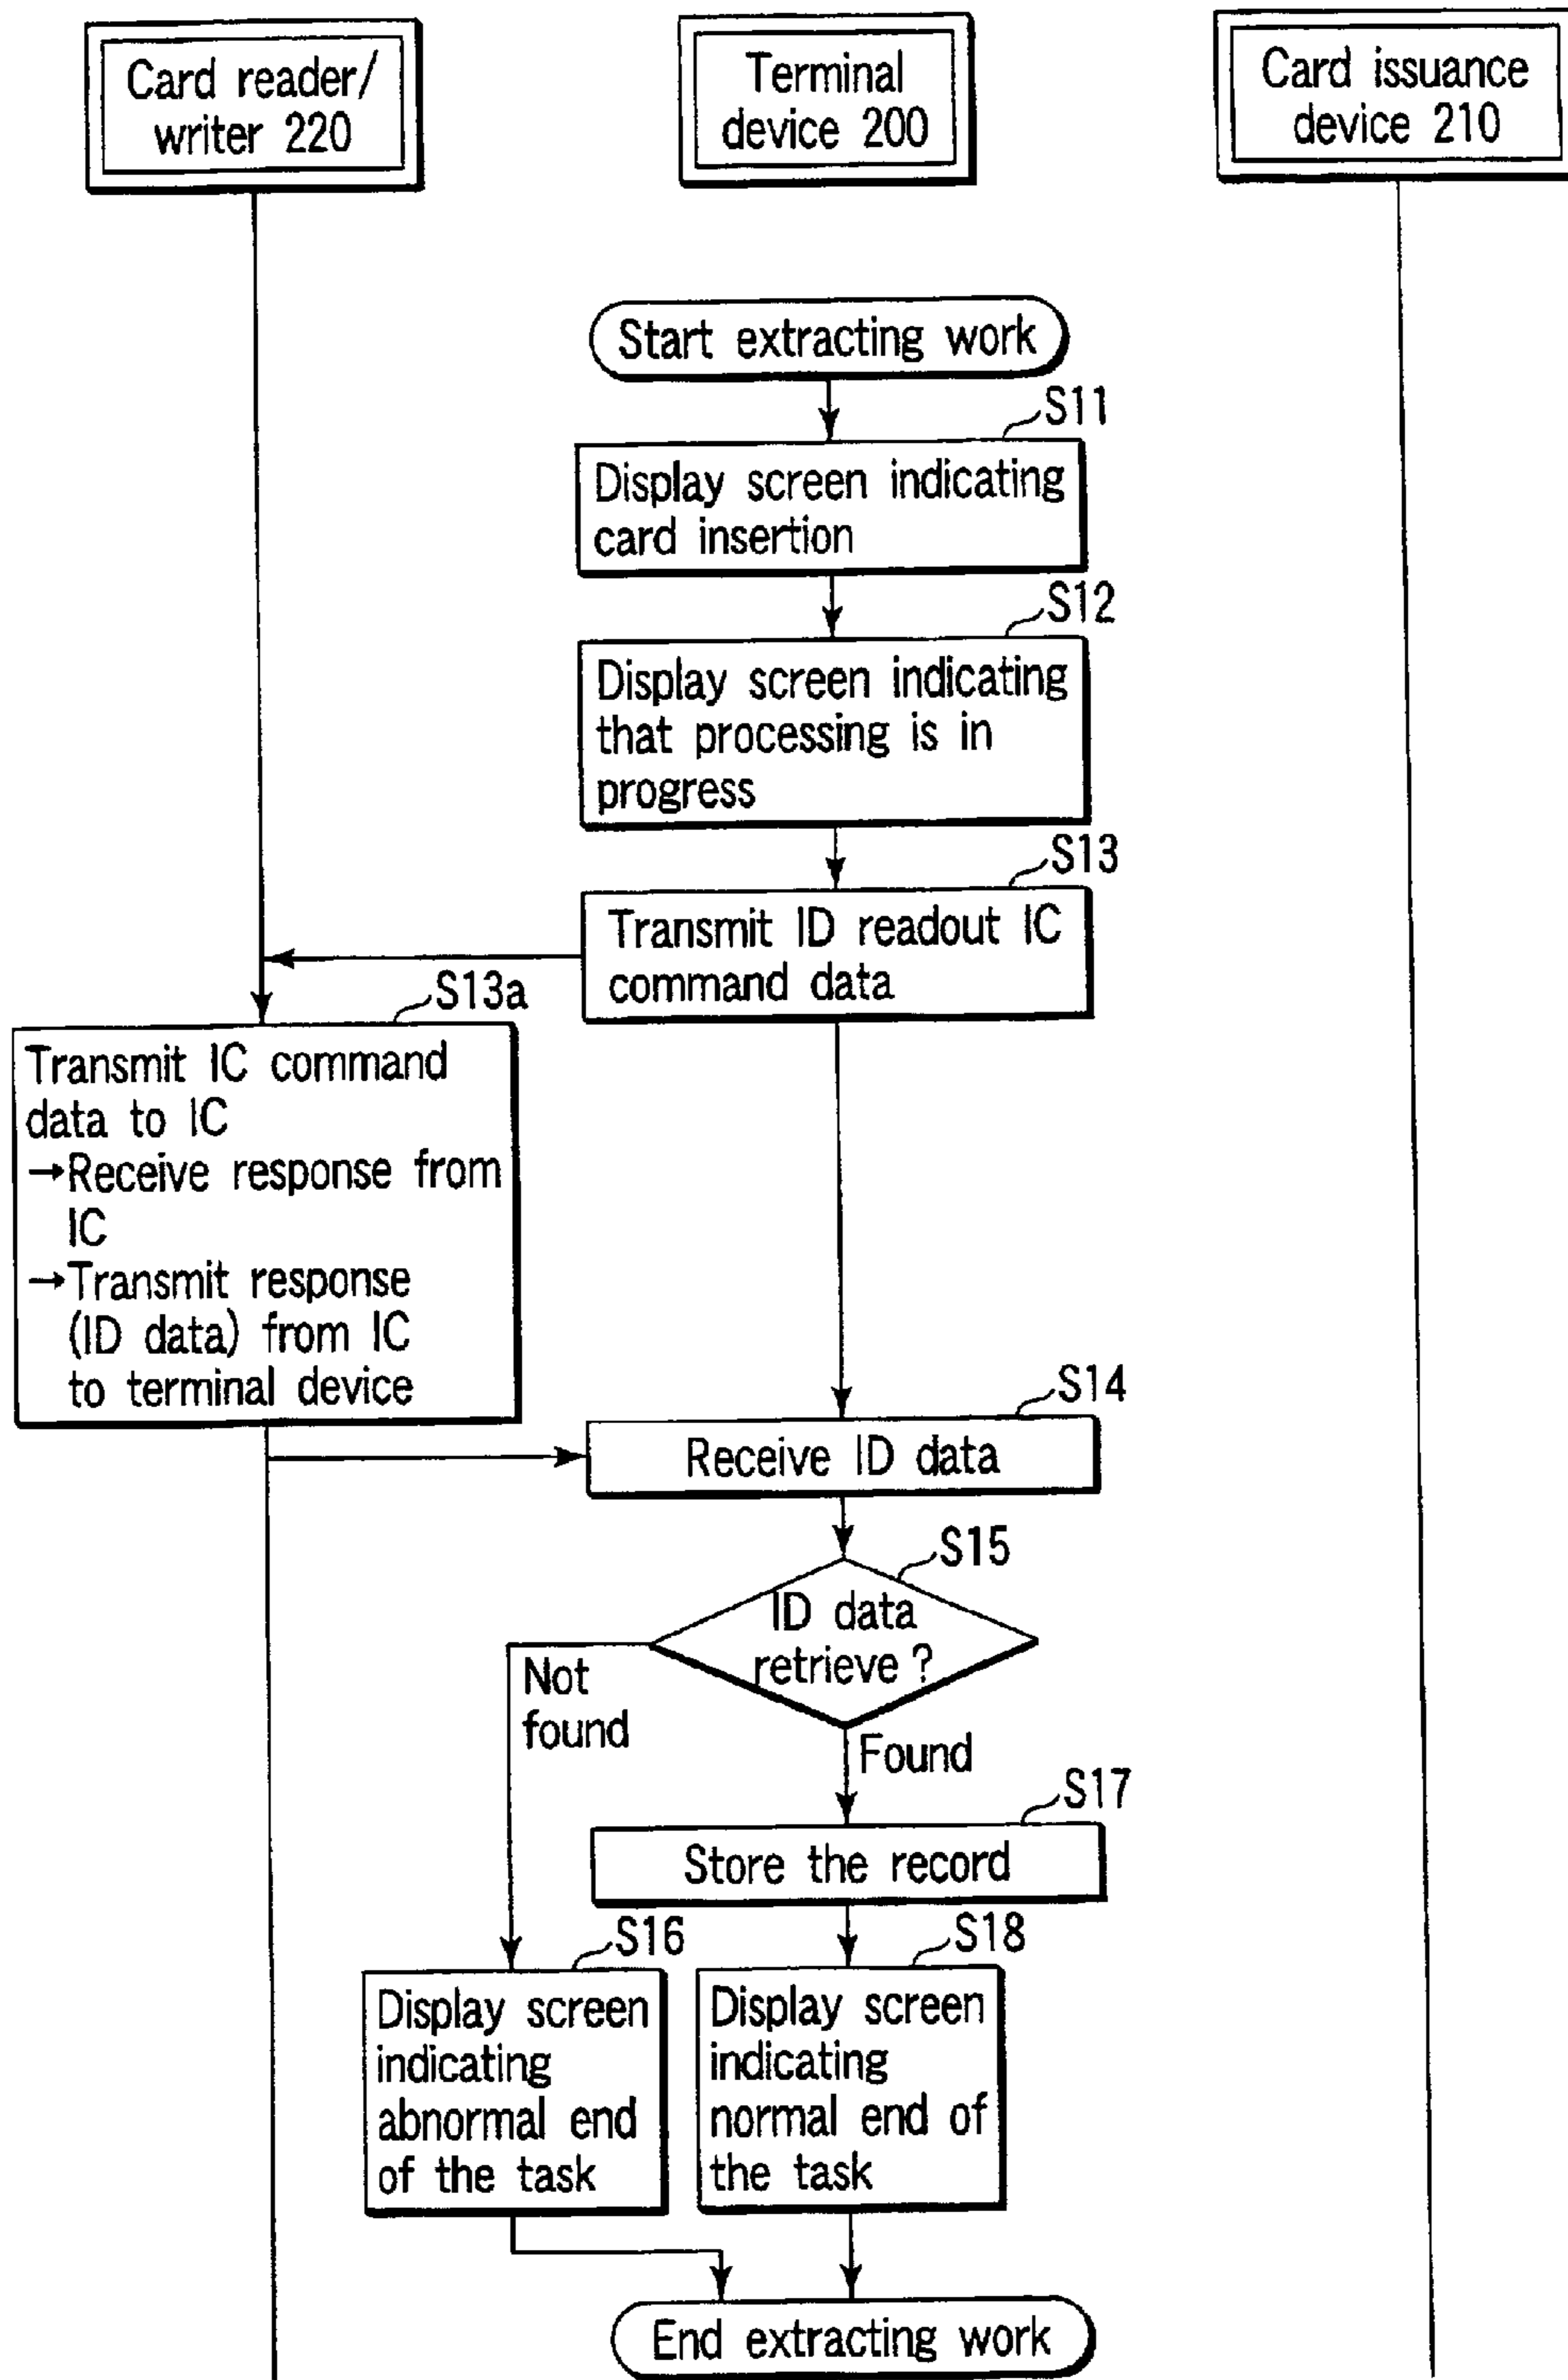 Card reader/
writer 220
Terminal
device 200
Card issuance
device 210
Start extracting work
S11
Display screen indicating
card insertion
S12
Display screen indicating
that processing is in
progress
S13
Transmit ID readout IC
command data
S13a
Transmit IC command
data to IC
→Receive response from
IC
→Transmit response
(ID data) from IC
to terminal device
S14
Receive ID data
S15
ID data
retrieve ?
Not
found
Found
S17
Store the record
S16
Display screen
indicating
abnormal end
of the task
S18
Display screen
indicating
normal end of
the task
End extracting work